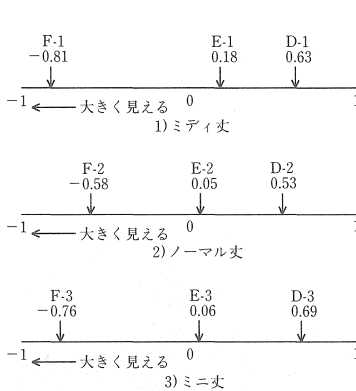 F-1 E-1 D-1
−0.81 0.18 0.63
−1 大きく見える 0 1
1) ミディ丈
F-2 E-2 D-2
−0.58 0.05 0.53
−1 大きく見える 0 1
2) ノーマル丈
F-3 E-3 D-3
−0.76 0.06 0.69
−1 大きく見える 0 1
3) ミニ丈